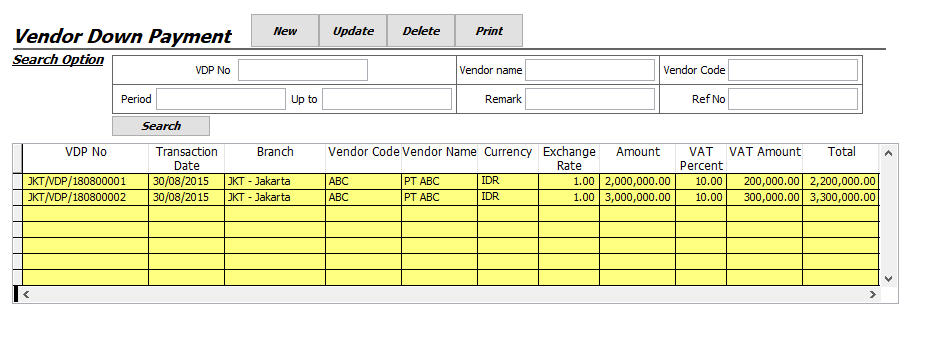 Vendor Down Payment New Update Delete Print
Search Option
VDP No Vendor name Vendor Code
Period Up to Remark Ref No
Search
VDP No Transaction Date Branch Vendor Code Vendor Name Currency Exchange Rate Amount VAT Percent VAT Amount Total
JKT/VDP/180800001 30/08/2015 JKT - Jakarta ABC PT ABC IDR 1.00 2,000,000.00 10.00 200,000.00 2,200,000.00
JKT/VDP/180800002 30/08/2015 JKT - Jakarta ABC PT ABC IDR 1.00 3,000,000.00 10.00 300,000.00 3,300,000.00